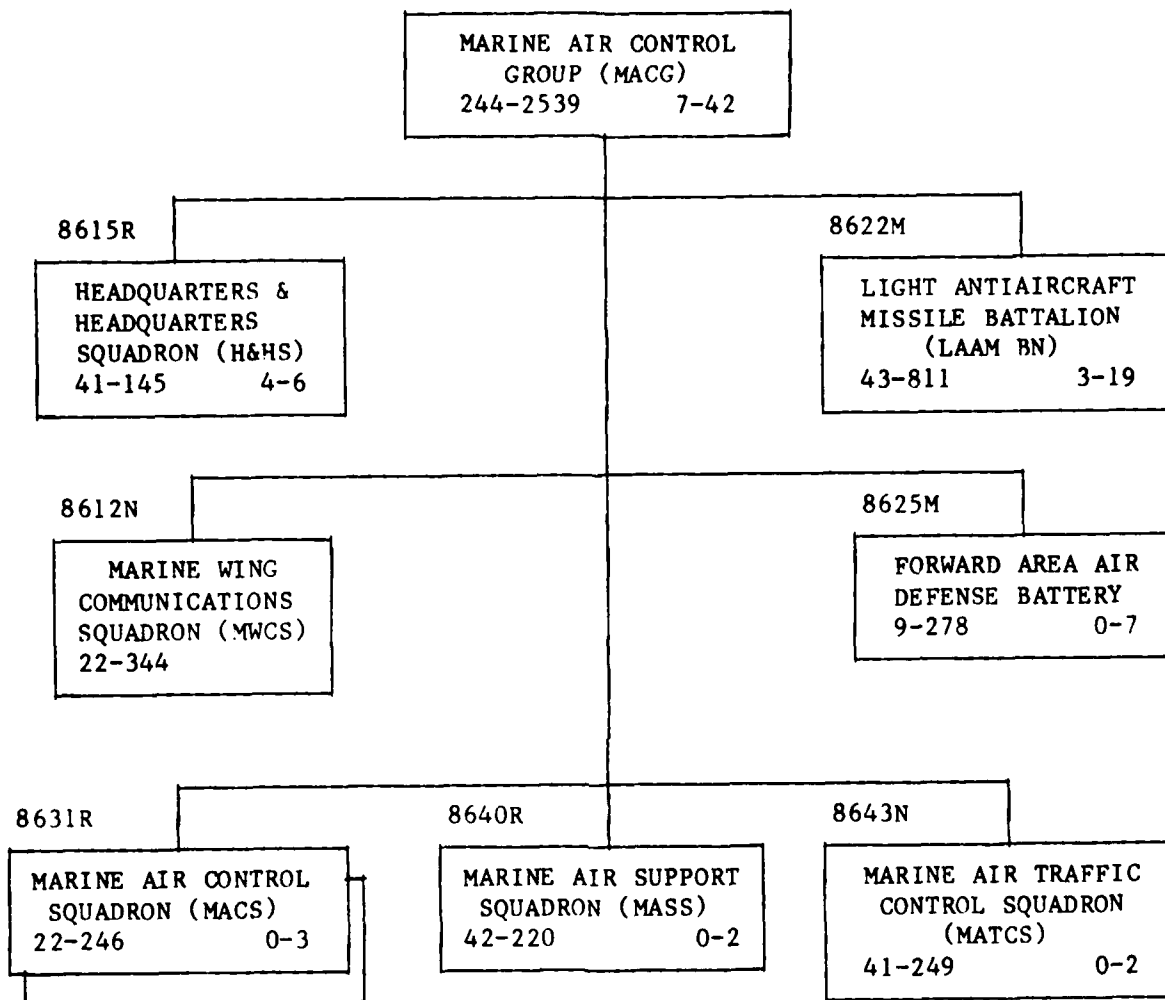 MARINE AIR CONTROL
GROUP (MACG)
244-2539 7-42
8615R
HEADQUARTERS &
HEADQUARTERS
SQUADRON (H&HS)
41-145 4-6
8622M
LIGHT ANTIAIRCRAFT
MISSILE BATTALION
(LAAM BN)
43-811 3-19
8612N
MARINE WING
COMMUNICATIONS
SQUADRON (MWCS)
22-344
8625M
FORWARD AREA AIR
DEFENSE BATTERY
9-278 0-7
8631R
MARINE AIR CONTROL
SQUADRON (MACS)
22-246 0-3
8640R
MARINE AIR SUPPORT
SQUADRON (MASS)
42-220 0-2
8643N
MARINE AIR TRAFFIC
CONTROL SQUADRON
(MATCS)
41-249 0-2